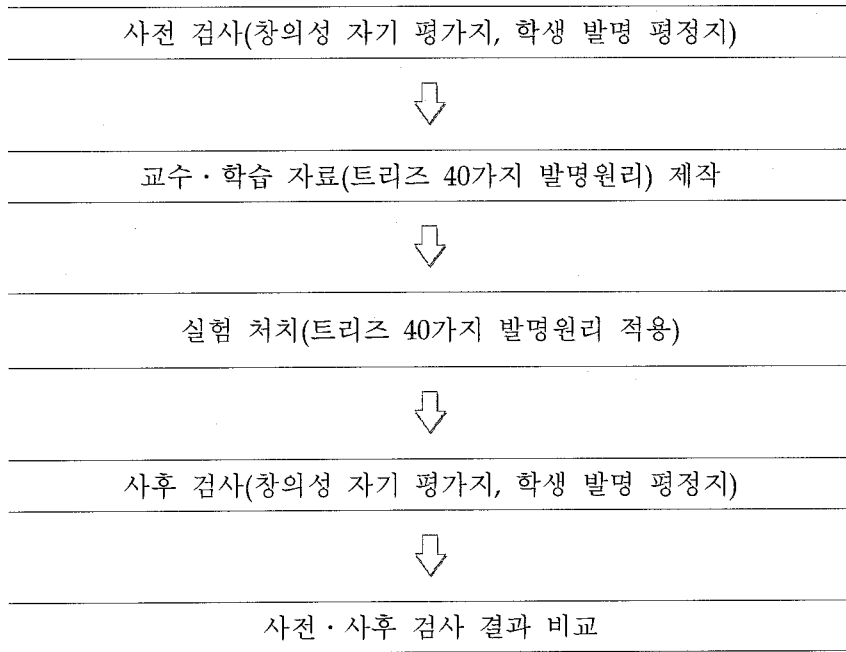 사전 검사(창의성 자기 평가지, 학생 발명 평정지)
교수·학습 자료(트리즈 40가지 발명원리) 제작
실험 처치(트리즈 40가지 발명원리 적용)
사후 검사(창의성 자기 평가지, 학생 발명 평정지)
사전·사후 검사 결과 비교